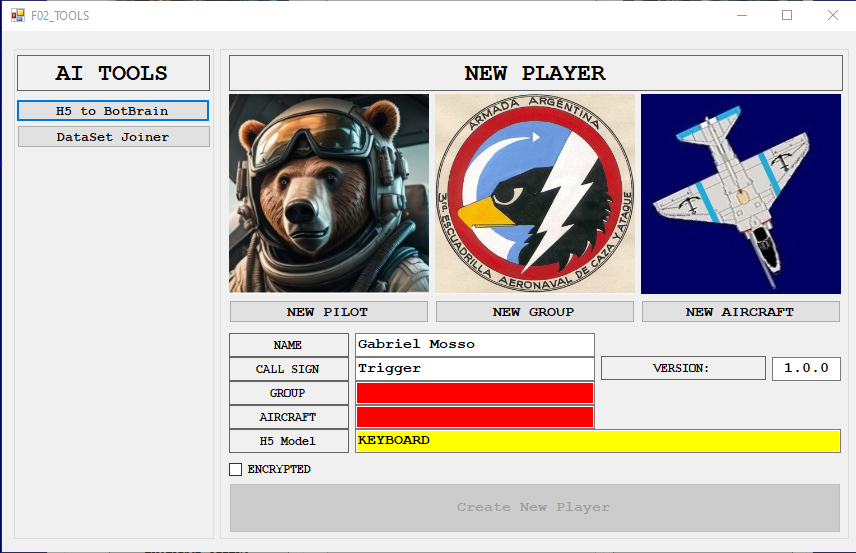 F02_TOOLS
AI TOOLS
H5 to BotBrain
DataSet Joiner
NEW PLAYER
ARMADA ARGENTINA
3ª ESCUADRILLA AERONAVAL DE CAZA Y ATAQUE
NEW PILOT
NEW GROUP
NEW AIRCRAFT
NAME
Gabriel Mosso
CALL SIGN
Trigger
VERSION:
1.0.0
GROUP
AIRCRAFT
H5 Model
KEYBOARD
ENCRYPTED
Create New Player